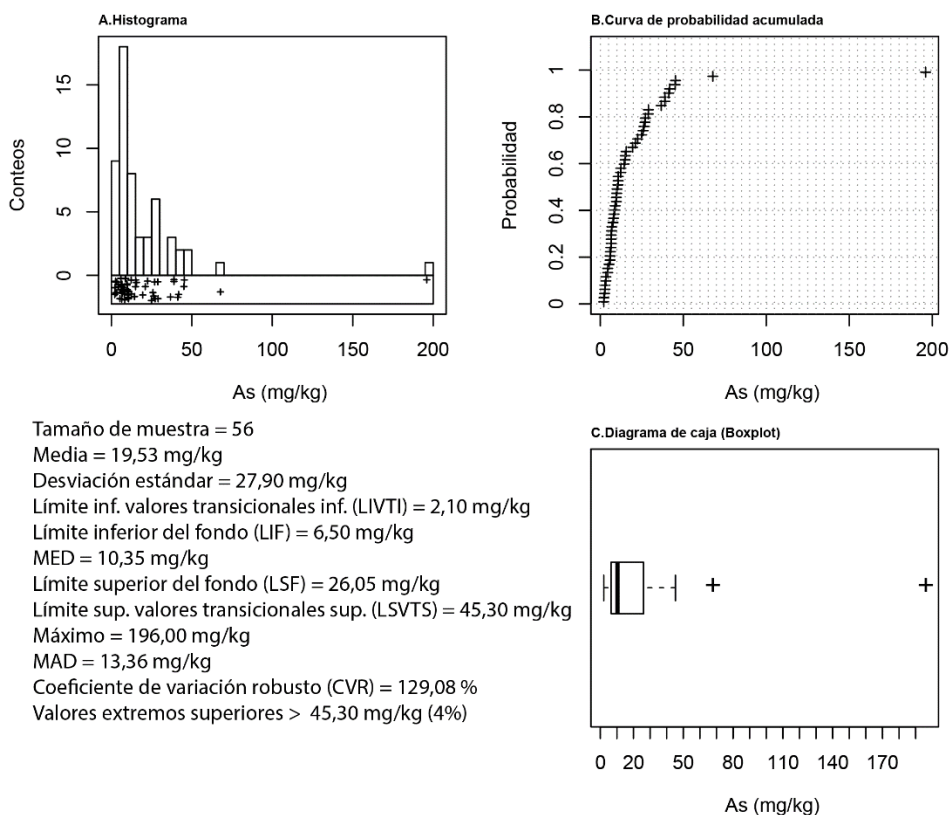 A.Histograma
Conteos
15
10
5
0
0 50 100 150 200
As (mg/kg)
B.Curva de probabilidad acumulada
Probabilidad
1
0.8
0.6
0.4
0.2
0
0 50 100 150 200
As (mg/kg)
Tamaño de muestra = 56
Media = 19,53 mg/kg
Desviación estándar = 27,90 mg/kg
Límite inf. valores transicionales inf. (LIVTI) = 2,10 mg/kg
Límite inferior del fondo (LIF) = 6,50 mg/kg
MED = 10,35 mg/kg
Límite superior del fondo (LSF) = 26,05 mg/kg
Límite sup. valores transicionales sup. (LSVTS) = 45,30 mg/kg
Máximo = 196,00 mg/kg
MAD = 13,36 mg/kg
Coeficiente de variación robusto (CVR) = 129,08 %
Valores extremos superiores > 45,30 mg/kg (4%)
C.Diagrama de caja (Boxplot)
0 20 50 80 110 140 170
As (mg/kg)